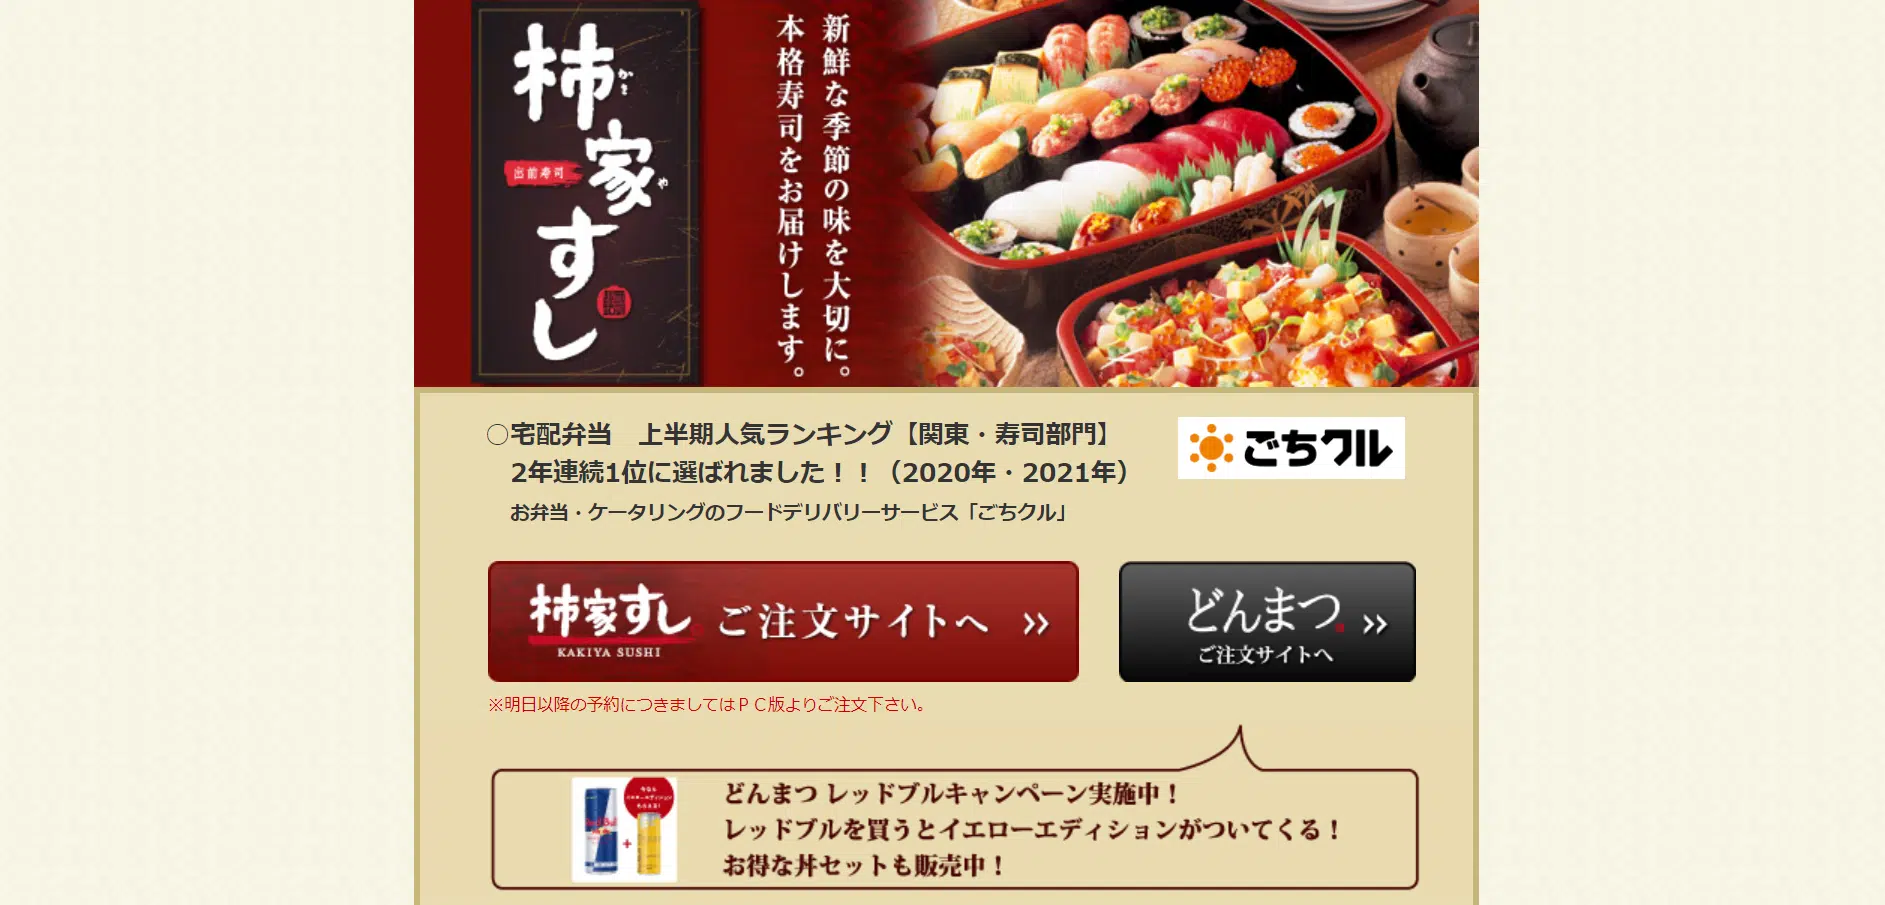 柿家すし
かき
や
出前寿司
新鮮な季節の味を大切に。
本格寿司をお届けします。
○宅配弁当　上半期人気ランキング【関東・寿司部門】
2年連続1位に選ばれました！！（2020年・2021年）
お弁当・ケータリングのフードデリバリーサービス「ごちクル」
ごちクル
柿家すし
KAKIYA SUSHI
ご注文サイトへ ››
どんまつ ››
ご注文サイトへ
※明日以降の予約につきましてはＰＣ版よりご注文下さい。
どんまつ レッドブルキャンペーン実施中！
レッドブルを買うとイエローエディションがついてくる！
お得な丼セットも販売中！
Red Bull
+